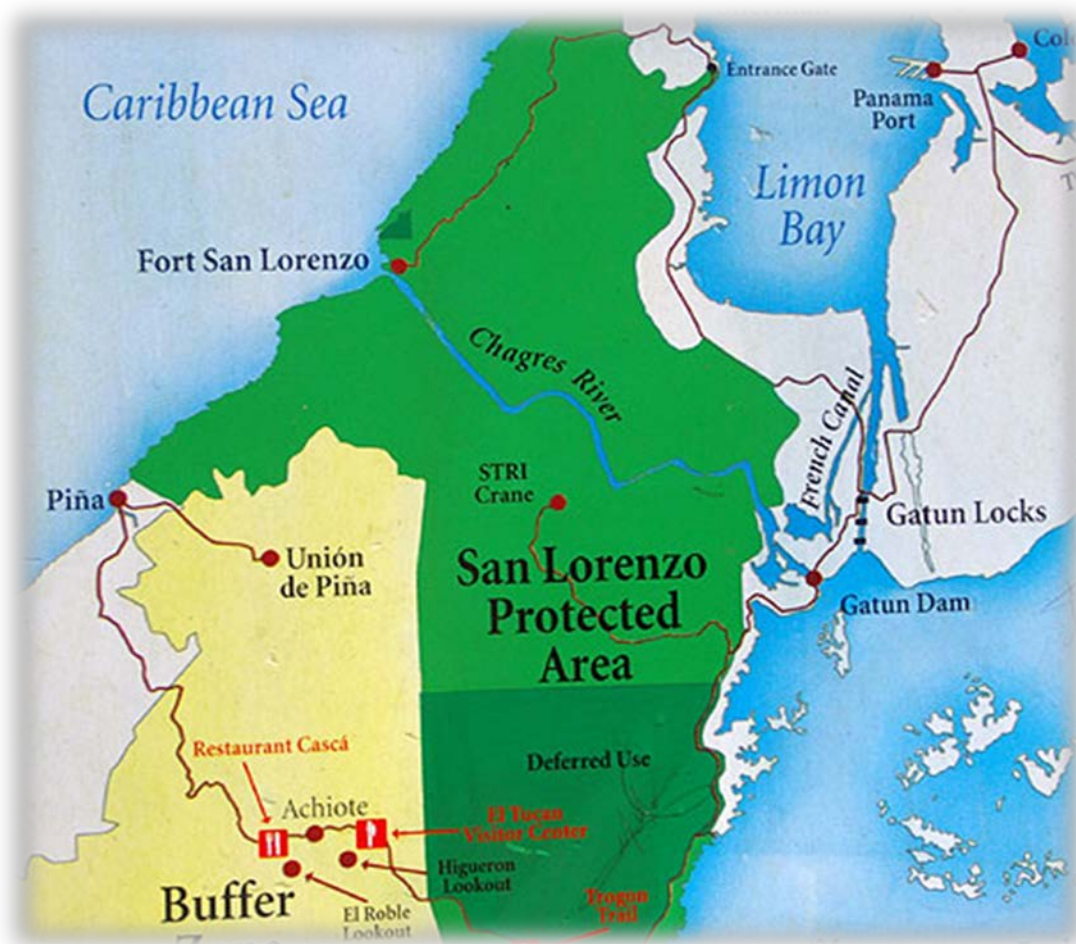 Caribbean Sea
Entrance Gate
Panama
Port
Limon
Bay
Fort San Lorenzo
Chagres River
French Canal
STRI
Crane
Piña
Gatun Locks
Unión
de Piña
San Lorenzo
Protected
Area
Gatun Dam
Restaurant Cascá
Deferred Use
Achiote
El Tucan
Visitor Center
Higueron
Lookout
Buffer
El Roble
Lookout
Trogon
Trail